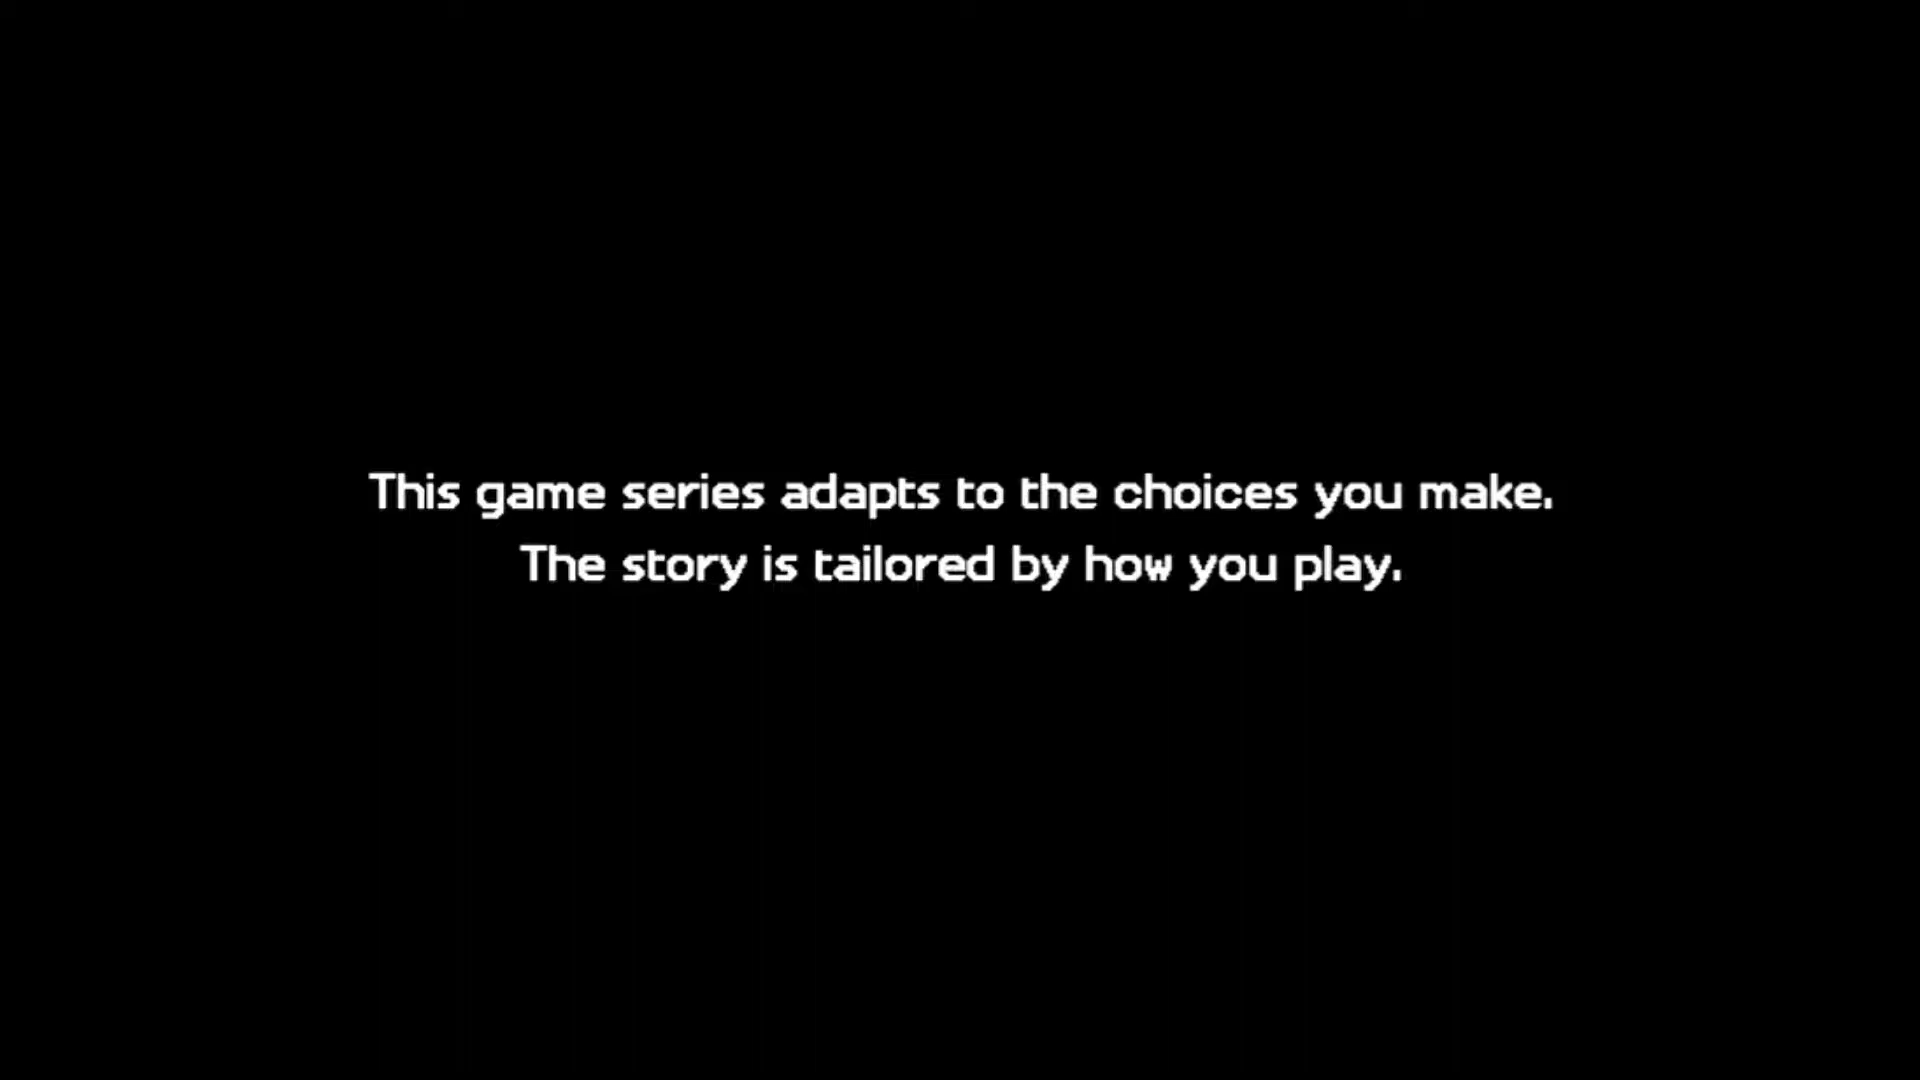 This game series adapts to the choices you make.
The story is tailored by how you play.